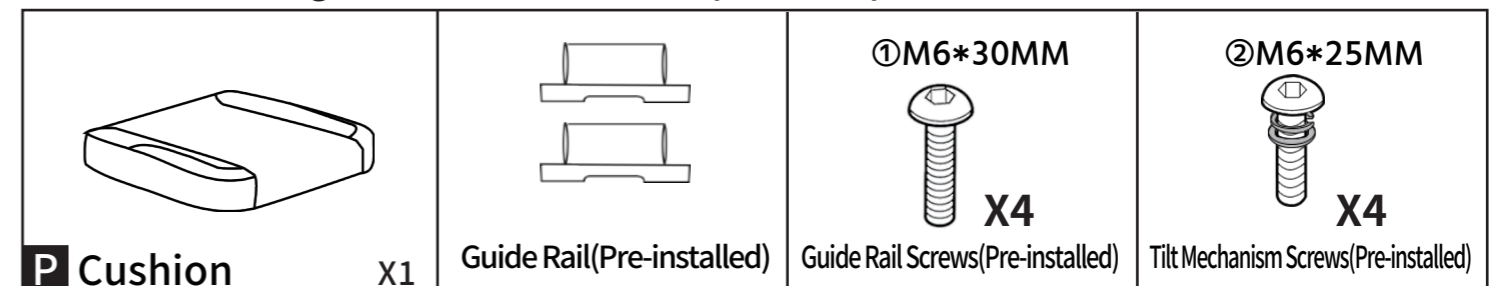 P Cushion X1
Guide Rail(Pre-installed)
①M6*30MM
X4
Guide Rail Screws(Pre-installed)
②M6*25MM
X4
Tilt Mechanism Screws(Pre-installed)